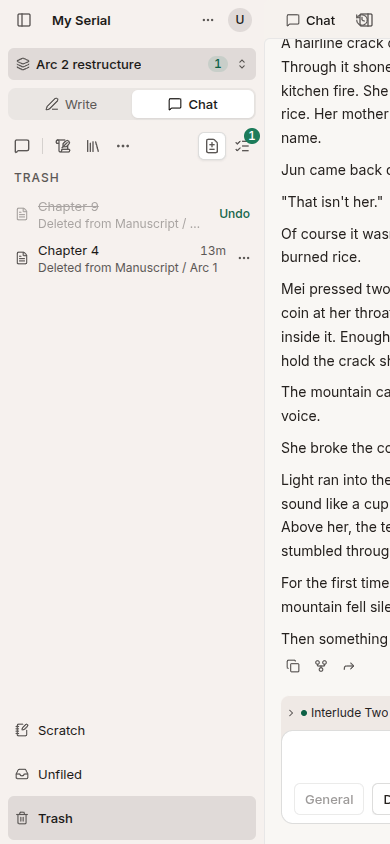 My Serial
U
Arc 2 restructure
1
Write
Chat
1
TRASH
Chapter 9
Deleted from Manuscript / ...
Undo
Chapter 4
13m
Deleted from Manuscript / Arc 1
Scratch
Unfiled
Trash
Chat
A hairline crack
Through it shone
kitchen fire. She
rice. Her mother
name.
Jun came back
"That isn't her."
Of course it was
burned rice.
Mei pressed two
coin at her throa
inside it. Enough
hold the crack sh
The mountain ca
voice.
She broke the co
Light ran into the
sound like a cup
Above her, the te
stumbled throug
For the first time
mountain fell sile
Then something
Interlude Two
General
D